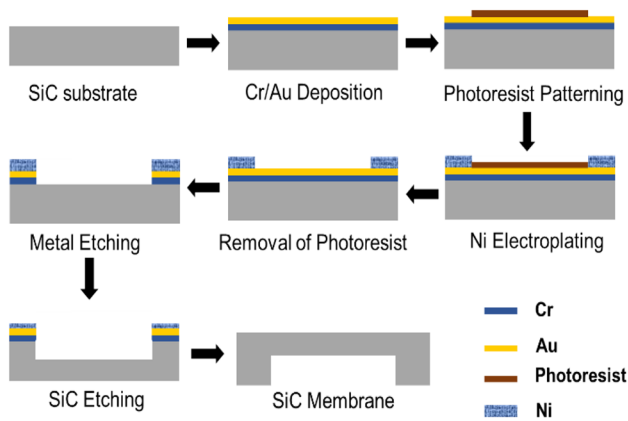 SiC substrate
Cr/Au Deposition
Photoresist Patterning
Metal Etching
Removal of Photoresist
Ni Electroplating
SiC Etching
SiC Membrane
Cr
Au
Photoresist
Ni